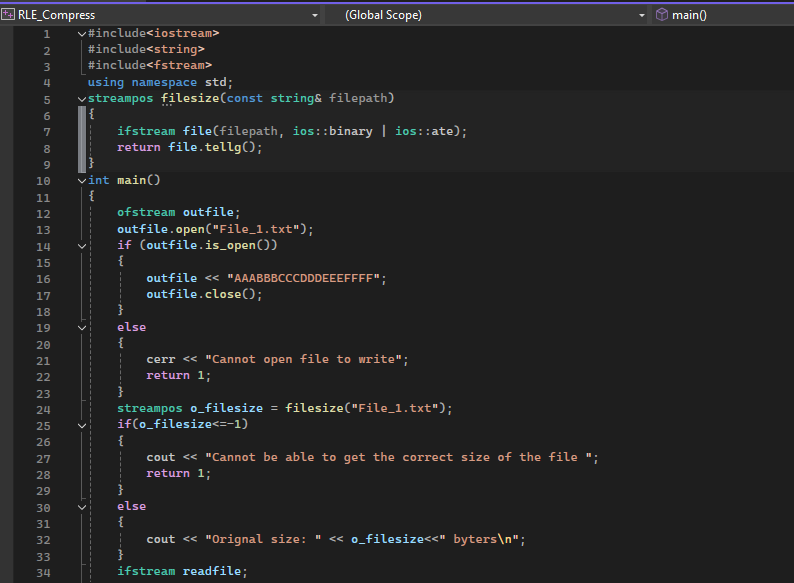 RLE_Compress (Global Scope) main()
1 #include<iostream>
2 #include<string>
3 #include<fstream>
4 using namespace std;
5 streampos filesize(const string& filepath)
6 {
7 ifstream file(filepath, ios::binary | ios::ate);
8 return file.tellg();
9 }
10 int main()
11 {
12 ofstream outfile;
13 outfile.open("File_1.txt");
14 if (outfile.is_open())
15 {
16 outfile << "AAABBBCCCDDDEEEFFFF";
17 outfile.close();
18 }
19 else
20 {
21 cerr << "Cannot open file to write";
22 return 1;
23 }
24 streampos o_filesize = filesize("File_1.txt");
25 if(o_filesize<=-1)
26 {
27 cout << "Cannot be able to get the correct size of the file ";
28 return 1;
29 }
30 else
31 {
32 cout << "Orignal size: " << o_filesize<<" byters\n";
33 }
34 ifstream readfile;